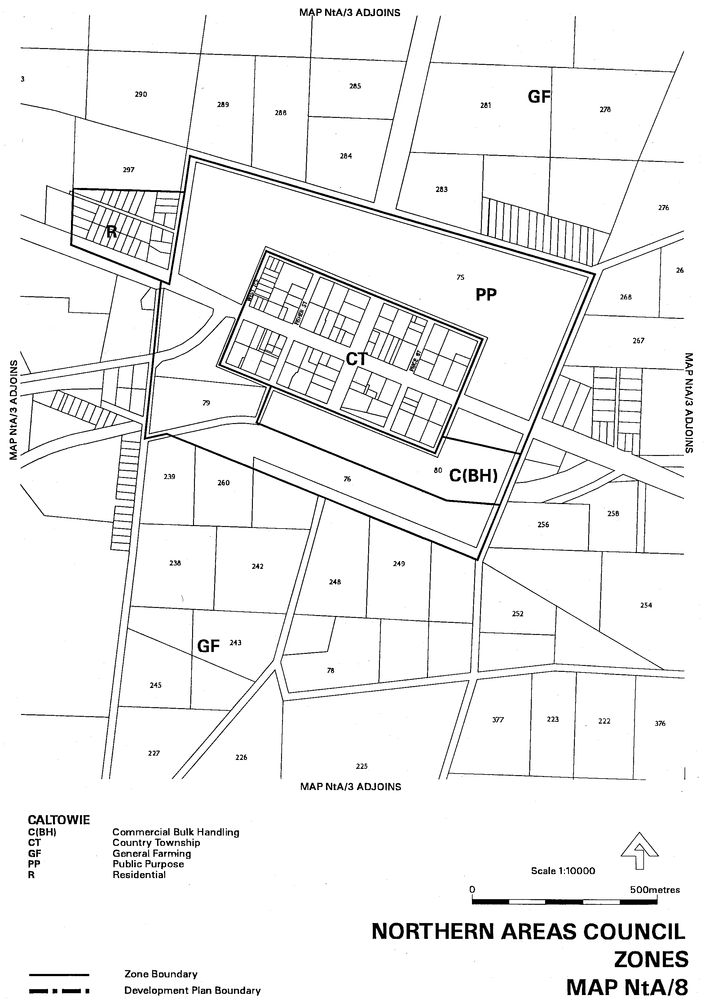 MAP NtA/3 ADJOINS
3
290
289
288
285
281
GF
278
284
297
283
276
R
75
PP
26
268
267
WEST TCE
FISHER ST
CT
PRICE ST
MAP NtA/3 ADJOINS
MAP NtA/3 ADJOINS
79
80
C(BH)
76
239
260
258
256
238
242
249
248
254
252
GF
243
78
245
377
223
222
376
227
226
225
MAP NtA/3 ADJOINS
CALTOWIE
C(BH) Commercial Bulk Handling
CT Country Township
GF General Farming
PP Public Purpose
R Residential
Scale 1:10000
0 500metres
NORTHERN AREAS COUNCIL
ZONES
MAP NtA/8
Zone Boundary
Development Plan Boundary